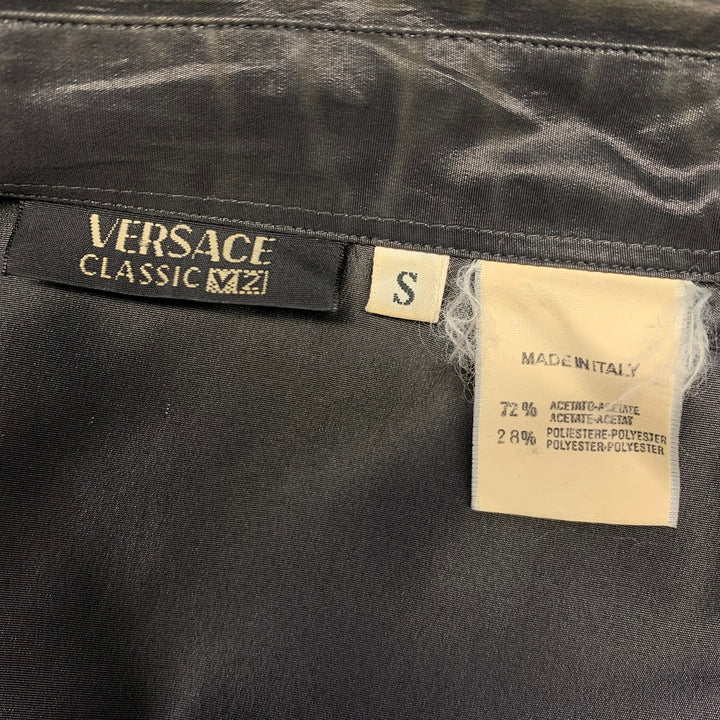 VERSACE
CLASSIC V2
S
MADE IN ITALY
72% ACETATO-ACETATE
ACETATE-ACETAT
28% POLIESTERE-POLYESTER
POLYESTER-POLYESTER